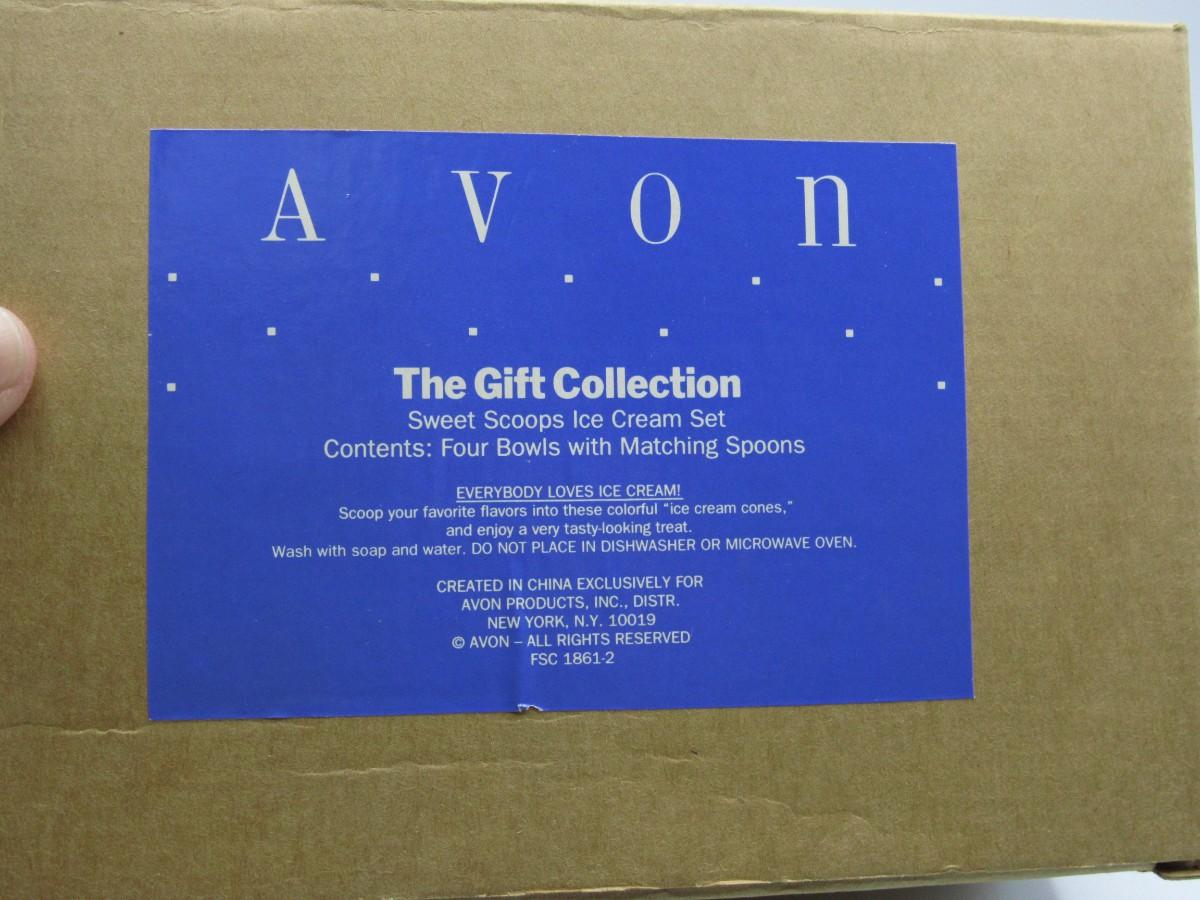 Avon
The Gift Collection
Sweet Scoops Ice Cream Set
Contents: Four Bowls with Matching Spoons
EVERYBODY LOVES ICE CREAM!
Scoop your favorite flavors into these colorful “ice cream cones,”
and enjoy a very tasty-looking treat.
Wash with soap and water. DO NOT PLACE IN DISHWASHER OR MICROWAVE OVEN.
CREATED IN CHINA EXCLUSIVELY FOR
AVON PRODUCTS, INC., DISTR.
NEW YORK, N.Y. 10019
© AVON – ALL RIGHTS RESERVED
FSC 1861-2